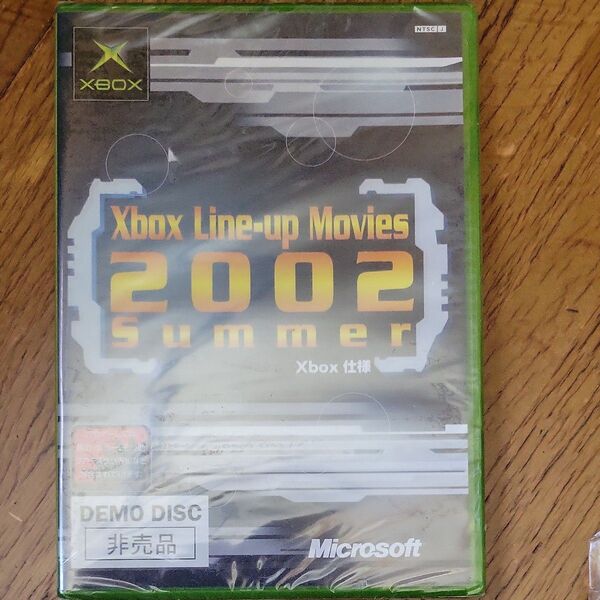 NTSC J
XBOX
Xbox Line-up Movies
2002
Summer
Xbox 仕様
DEMO DISC
非売品
Microsoft